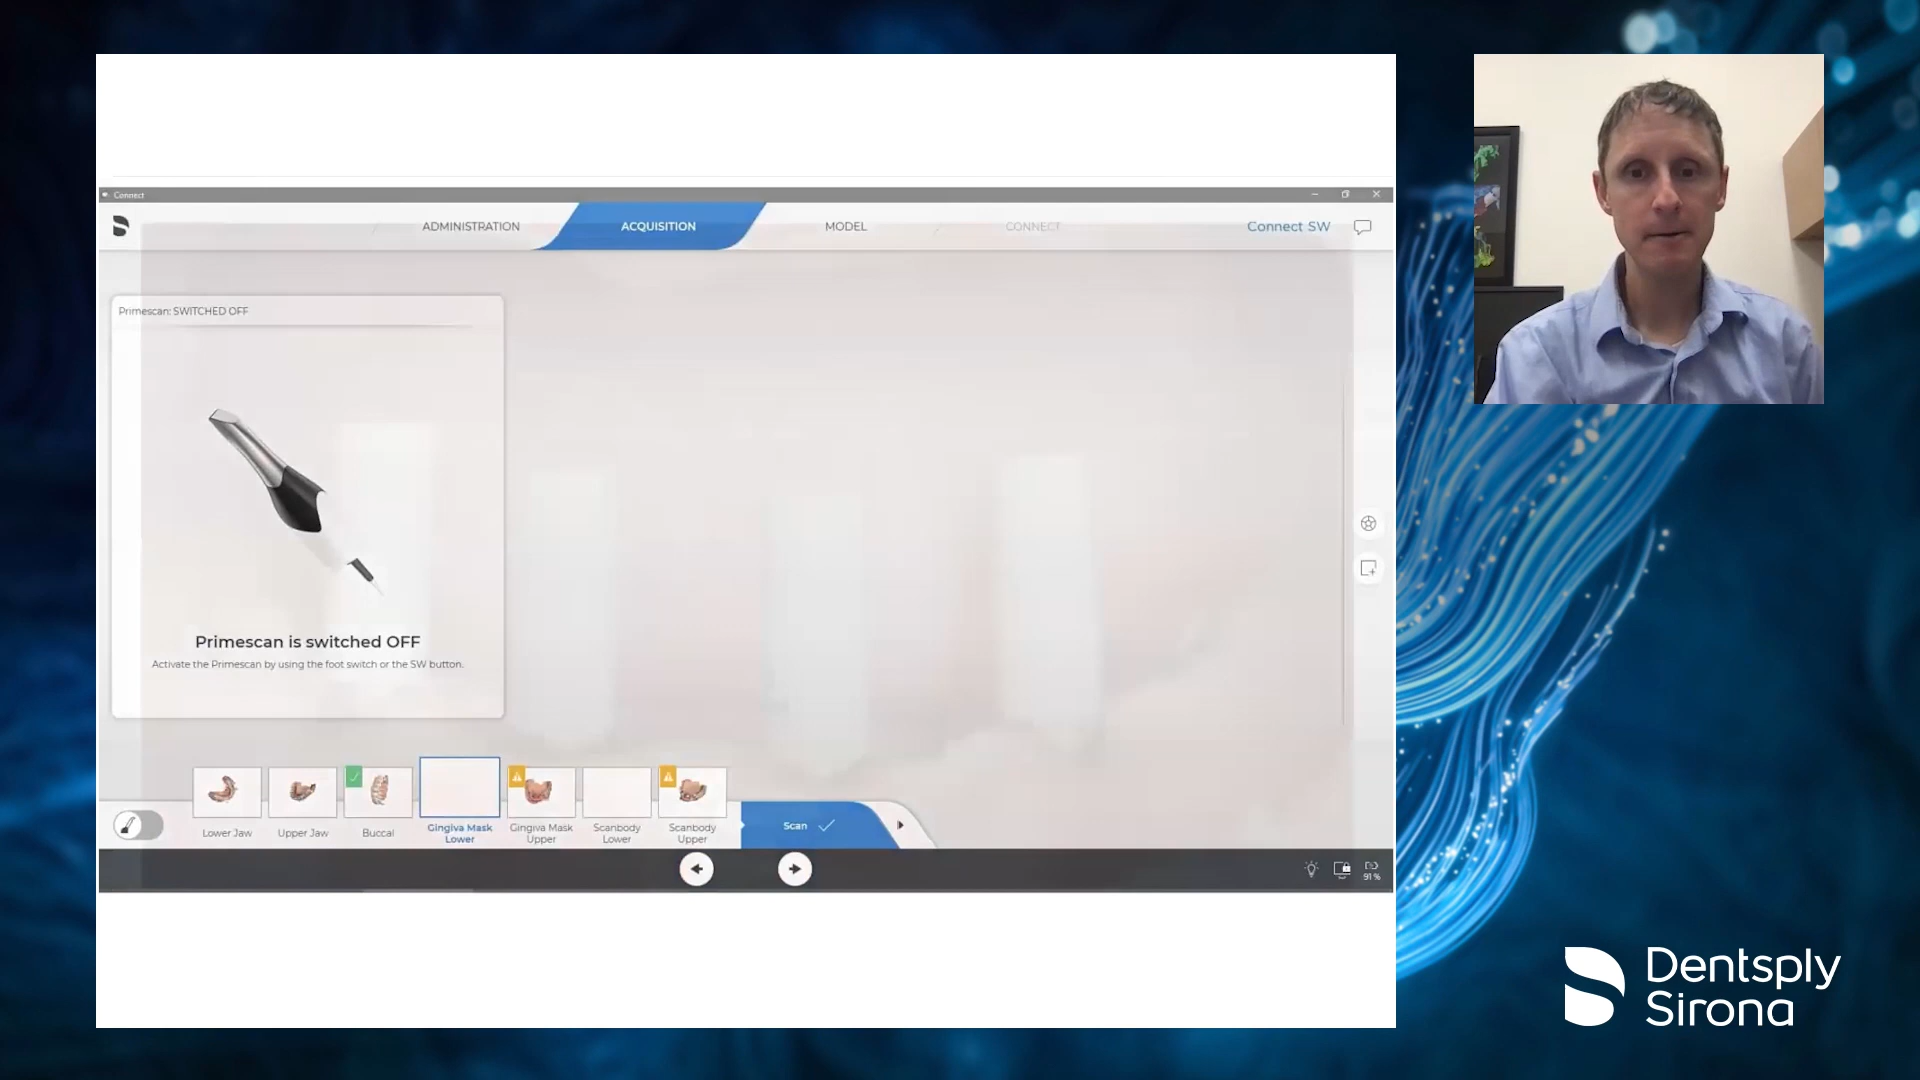 Connect
ADMINISTRATION
ACQUISITION
MODEL
CONNECT
Connect SW
Primescan: SWITCHED OFF
Primescan is switched OFF
Activate the Primescan by using the foot switch or the SW button.
Lower Jaw
Upper Jaw
Buccal
Gingiva Mask
Lower
Gingiva Mask
Upper
Scanbody
Lower
Scanbody
Upper
Scan
91 %
Dentsply
Sirona